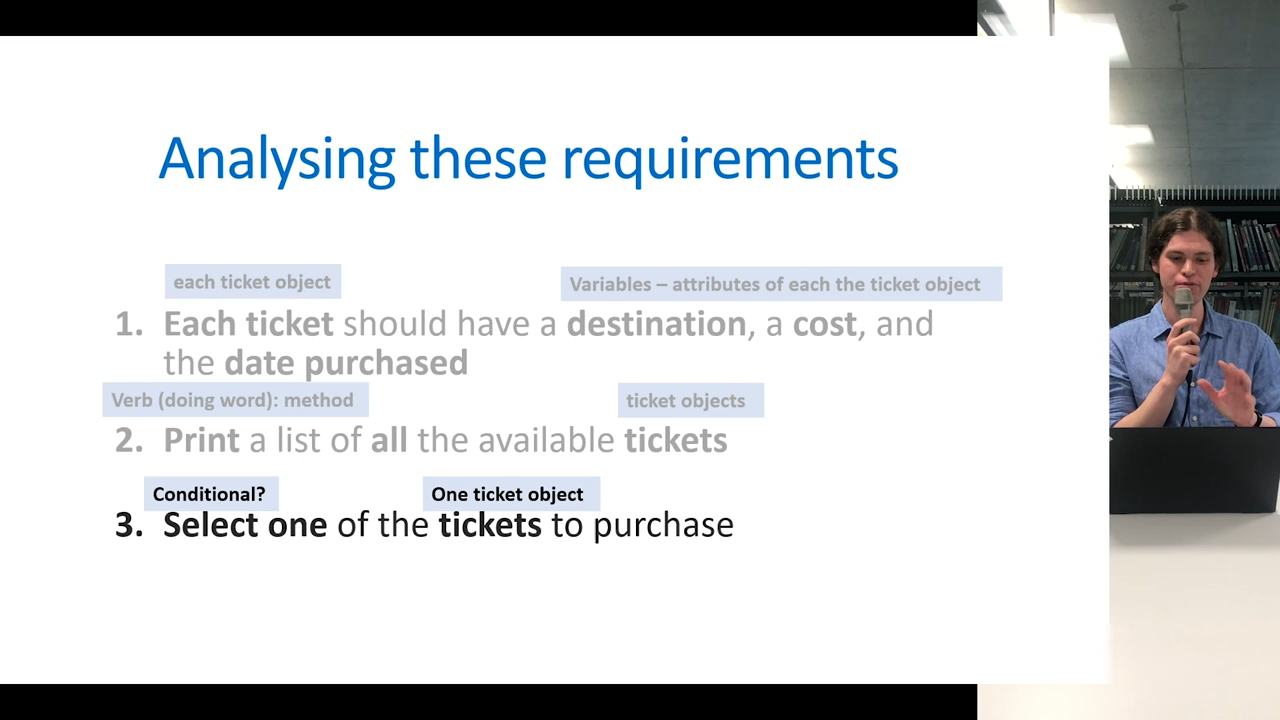 Analysing these requirements
each ticket object
Variables – attributes of each the ticket object
1. Each ticket should have a destination, a cost, and
the date purchased
Verb (doing word): method
ticket objects
2. Print a list of all the available tickets
Conditional?
One ticket object
3. Select one of the tickets to purchase